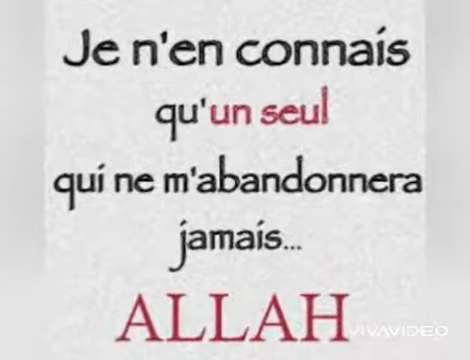 Je n'en connais
qu'un seul
qui ne m'abandonnera
jamais...
ALLAH
VIVAVIDEO